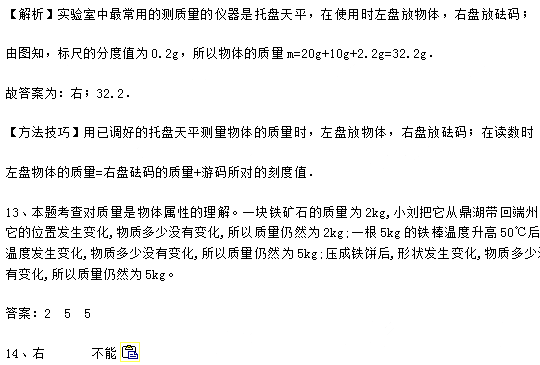 【解析】实验室中最常用的测质量的仪器是托盘天平，在使用时左盘放物体，右盘放砝码；
由图知，标尺的分度值为0.2g，所以物体的质量 m=20g+10g+2.2g=32.2g．
故答案为：右；32.2．
【方法技巧】用已调好的托盘天平测量物体的质量时，左盘放物体，右盘放砝码；在读数时
左盘物体的质量=右盘砝码的质量+游码所对的刻度值．
13、本题考查对质量是物体属性的理解。一块铁矿石的质量为2kg,小刘把它从鼎湖带回端州
它的位置发生变化,物质多少没有变化,所以质量仍然为2kg;一根5kg的铁棒温度升高50℃后
温度发生变化,物质多少没有变化,所以质量仍然为5kg;压成铁饼后,形状发生变化,物质多少
有变化,所以质量仍然为5kg。
答案：2 5 5
14、右 不能